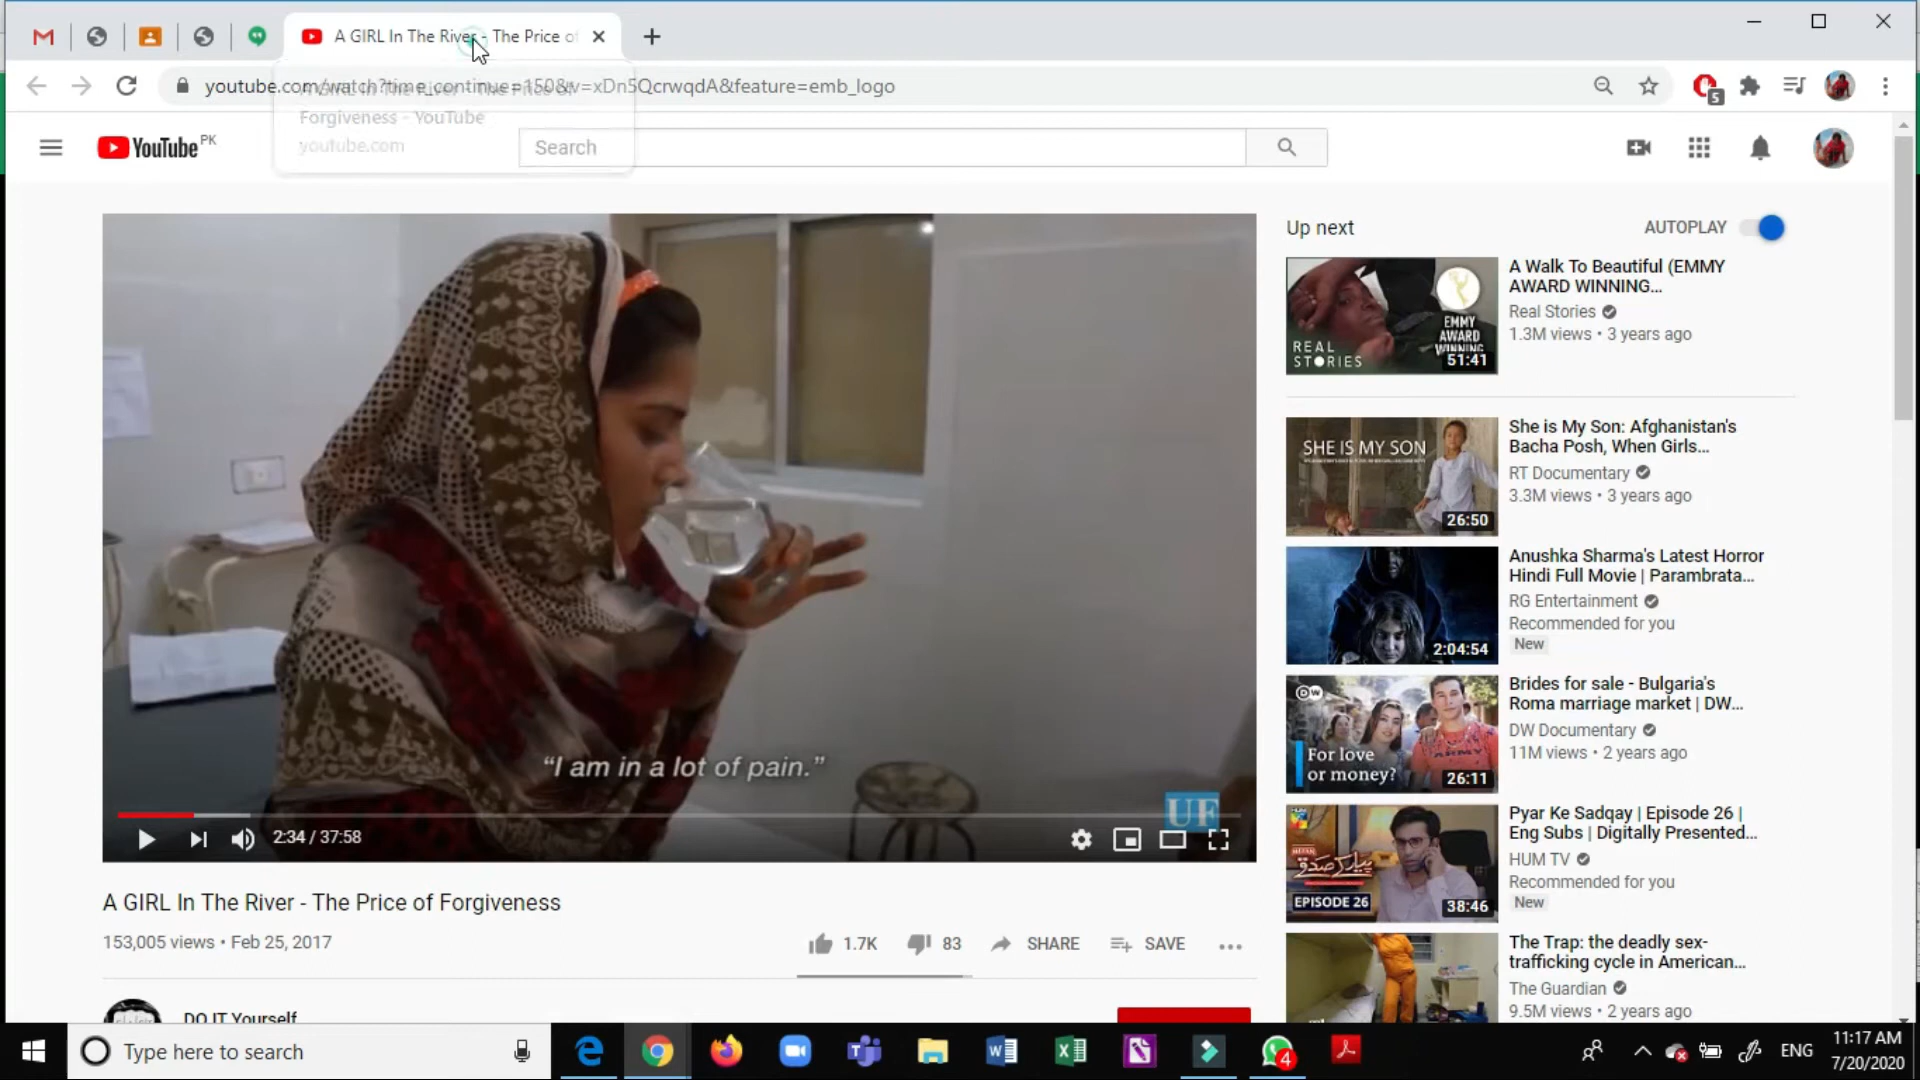 A GIRL In The River - The Price of
youtube.com/watch?time_continue=150&v=xDn5QcrwqdA&feature=emb_logo
5
Forgiveness - YouTube
youtube.com
YouTube PK
Search
Up next
AUTOPLAY
REAL
STORIES
EMMY
AWARD
WINNING
51:41
A Walk To Beautiful (EMMY
AWARD WINNING...
Real Stories
1.3M views • 3 years ago
SHE IS MY SON
26:50
She is My Son: Afghanistan's
Bacha Posh, When Girls...
RT Documentary
3.3M views • 3 years ago
2:04:54
Anushka Sharma's Latest Horror
Hindi Full Movie | Parambrata...
RG Entertainment
Recommended for you
New
DW
For love
or money?
26:11
Brides for sale - Bulgaria's
Roma marriage market | DW...
DW Documentary
11M views • 2 years ago
HUM
پیار کے صدقے
EPISODE 26
38:46
Pyar Ke Sadqay | Episode 26 |
Eng Subs | Digitally Presented...
HUM TV
Recommended for you
New
The Trap: the deadly sex-
trafficking cycle in American...
The Guardian
9.5M views • 2 years ago
"I am in a lot of pain."
UF
2:34 / 37:58
A GIRL In The River - The Price of Forgiveness
153,005 views • Feb 25, 2017
1.7K
83
SHARE
SAVE
DO IT Yourself
Type here to search
4
ENG
11:17 AM
7/20/2020